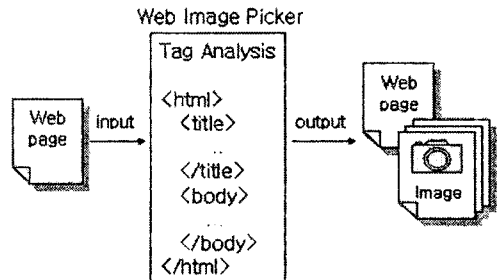 Web Image Picker
Tag Analysis
<html>
<title>
..
</title>
<body>
...
</body>
</html>
Web
page
input
output
Web
page
Image